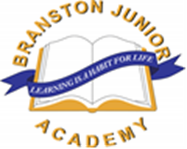 BRANSTON JUNIOR
LEARNING IS A HABIT FOR LIFE
ACADEMY